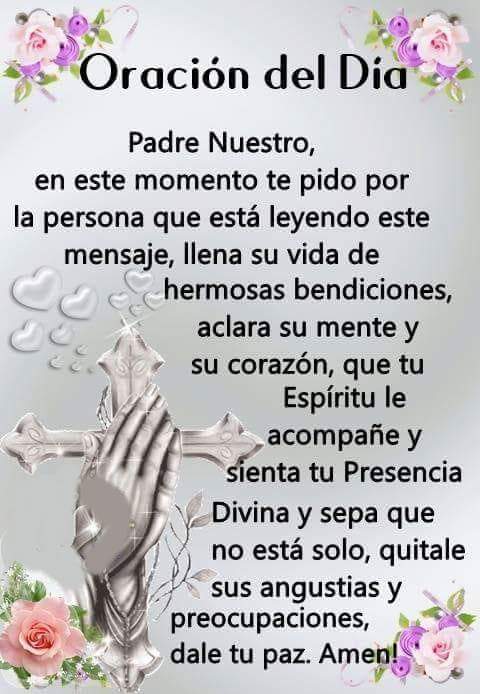 Oración del Día
Padre Nuestro,
en este momento te pido por
la persona que está leyendo este
mensaje, llena su vida de
hermosas bendiciones,
aclara su mente y
su corazón, que tu
Espíritu le
acompañe y
sienta tu Presencia
Divina y sepa que
no está solo, quitale
sus angustias y
preocupaciones,
dale tu paz. Amen!